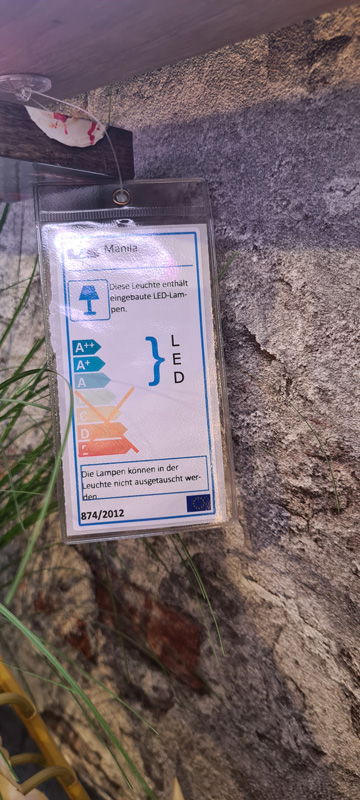 Manila
Diese Leuchte enthält
eingebaute LED-Lam-
pen.
A++
A+
A
L
E
D
D
Die Lampen können in der
Leuchte nicht ausgetauscht wer-
den.
874/2012